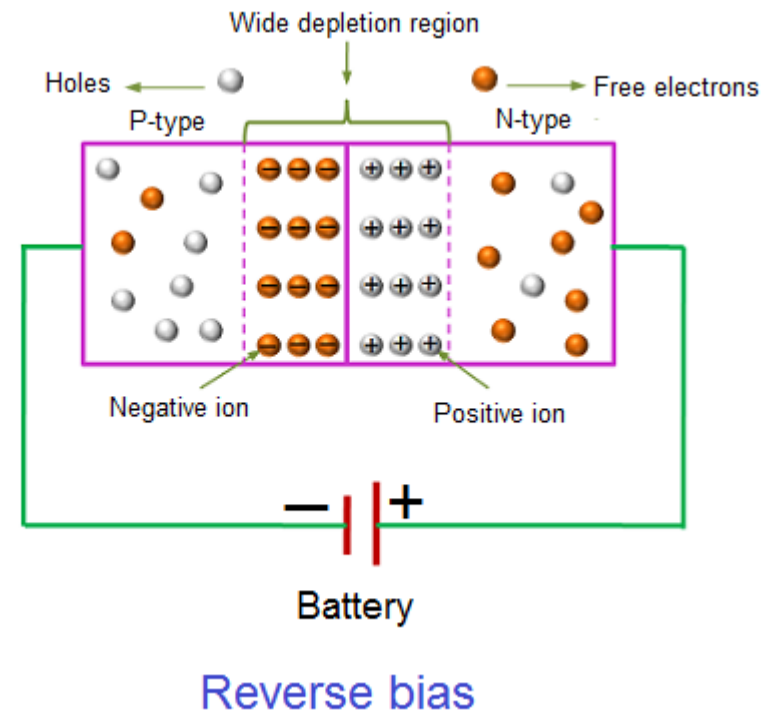 Wide depletion region
Holes
Free electrons
P-type
N-type
Negative ion
Positive ion
− +
Battery
Reverse bias